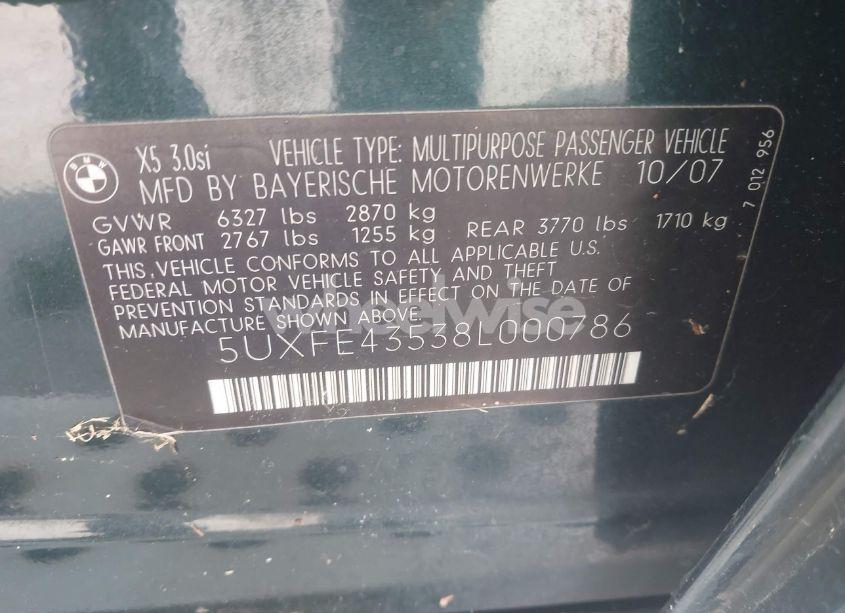 BMW
X5 3.0si VEHICLE TYPE: MULTIPURPOSE PASSENGER VEHICLE
MFD BY BAYERISCHE MOTORENWERKE 10/07
GVWR 6327 lbs 2870 kg
GAWR FRONT 2767 lbs 1255 kg REAR 3770 lbs 1710 kg
THIS VEHICLE CONFORMS TO ALL APPLICABLE U.S.
FEDERAL MOTOR VEHICLE SAFETY AND THEFT
PREVENTION STANDARDS IN EFFECT ON THE DATE OF
MANUFACTURE SHOWN ABOVE.
5UXFE43538L000786
7 012 956
wheelwise